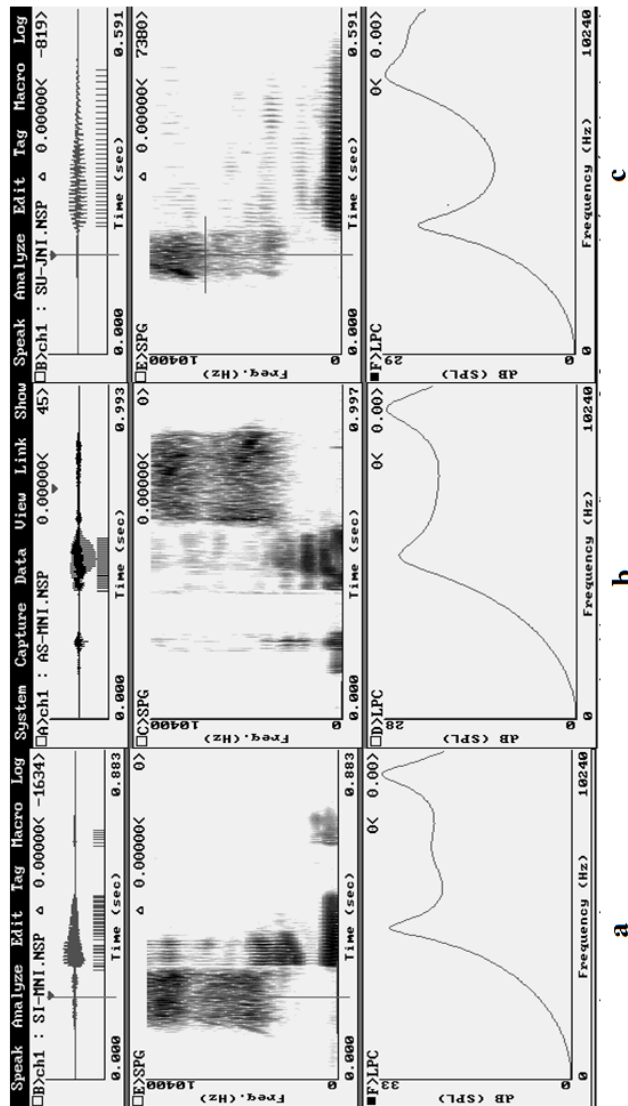 Speak Analyze Edit Tag Macro Log
□B>ch1 : SI-MNI.NSP Δ 0.00000< -1634>
0.000 Time (sec) 0.883
□E>SPG Δ 0.00000< 0>
10400
Freq.(Hz)
0.000 Time (sec) 0.883
■F>LPC 0< 0.00>
33
dB (SPL)
0
0 Frequency (Hz) 10240
a
System Capture Data View Link Show
□A>ch1 : AS-MNI.NSP 0.00000< 45>
0.000 Time (sec) 0.993
□C>SPG 0.00000< 0>
10400
Freq.(Hz)
0.000 Time (sec) 0.997
□D>LPC 0< 0.00>
28
dB (SPL)
0
0 Frequency (Hz) 10240
b
Speak Analyze Edit Tag Macro Log
□B>ch1 : SU-JNI.NSP Δ 0.00000< -819>
0.000 Time (sec) 0.591
□E>SPG Δ 0.00000< 7380>
10400
Freq.(Hz)
0.000 Time (sec) 0.591
■F>LPC 0< 0.00>
29
dB (SPL)
0
0 Frequency (Hz) 10240
c